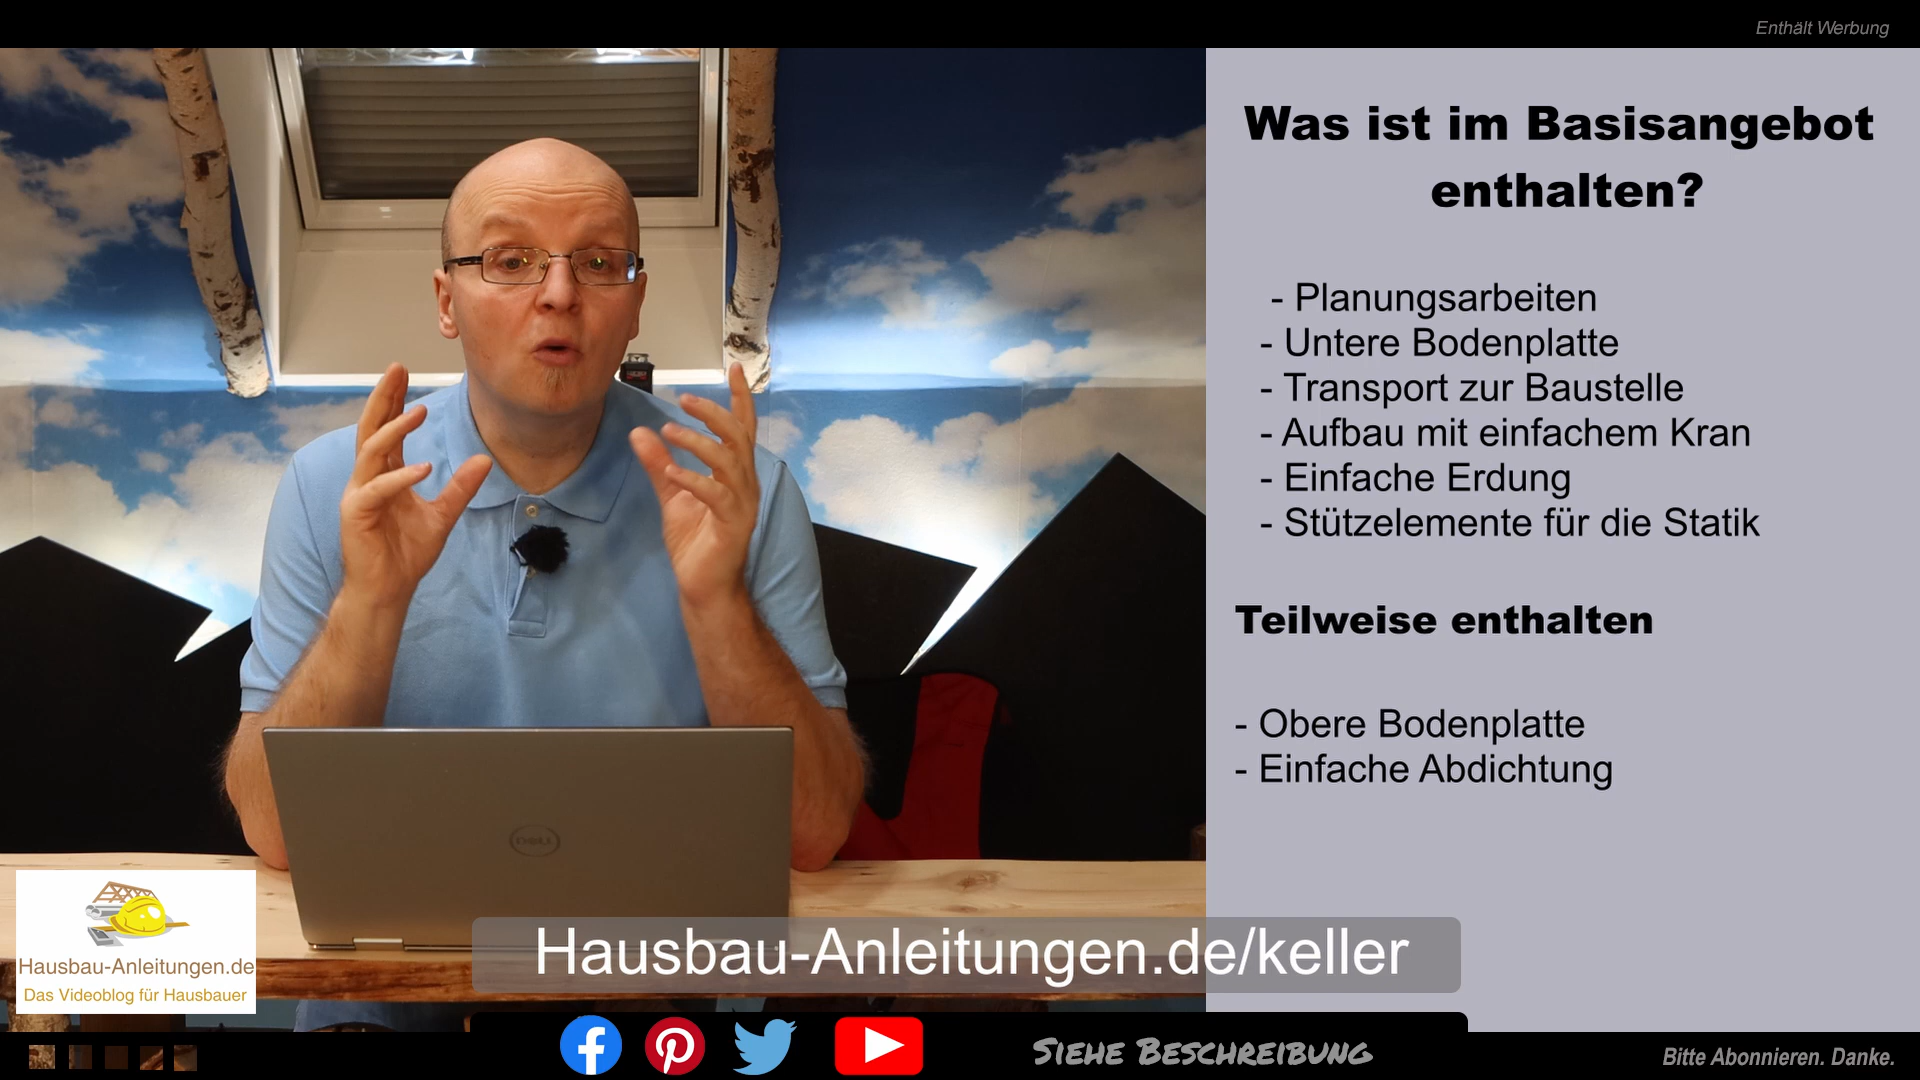 Enthält Werbung
Was ist im Basisangebot
enthalten?
- Planungsarbeiten
- Untere Bodenplatte
- Transport zur Baustelle
- Aufbau mit einfachem Kran
- Einfache Erdung
- Stützelemente für die Statik
Teilweise enthalten
- Obere Bodenplatte
- Einfache Abdichtung
DELL
Hausbau-Anleitungen.de
Das Videoblog für Hausbauer
Hausbau-Anleitungen.de/keller
Siehe Beschreibung
Bitte Abonnieren. Danke.